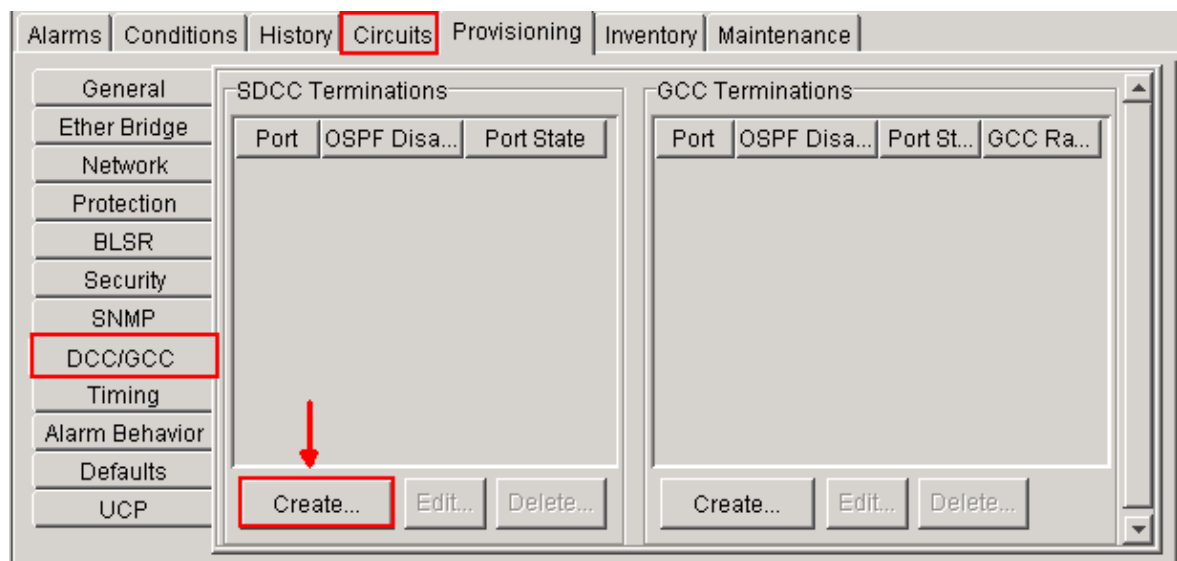 Alarms Conditions History Circuits Provisioning Inventory Maintenance
General
Ether Bridge
Network
Protection
BLSR
Security
SNMP
DCC/GCC
Timing
Alarm Behavior
Defaults
UCP
SDCC Terminations
Port OSPF Disa... Port State
Create... Edit... Delete...
GCC Terminations
Port OSPF Disa... Port St... GCC Ra...
Create... Edit... Delete...